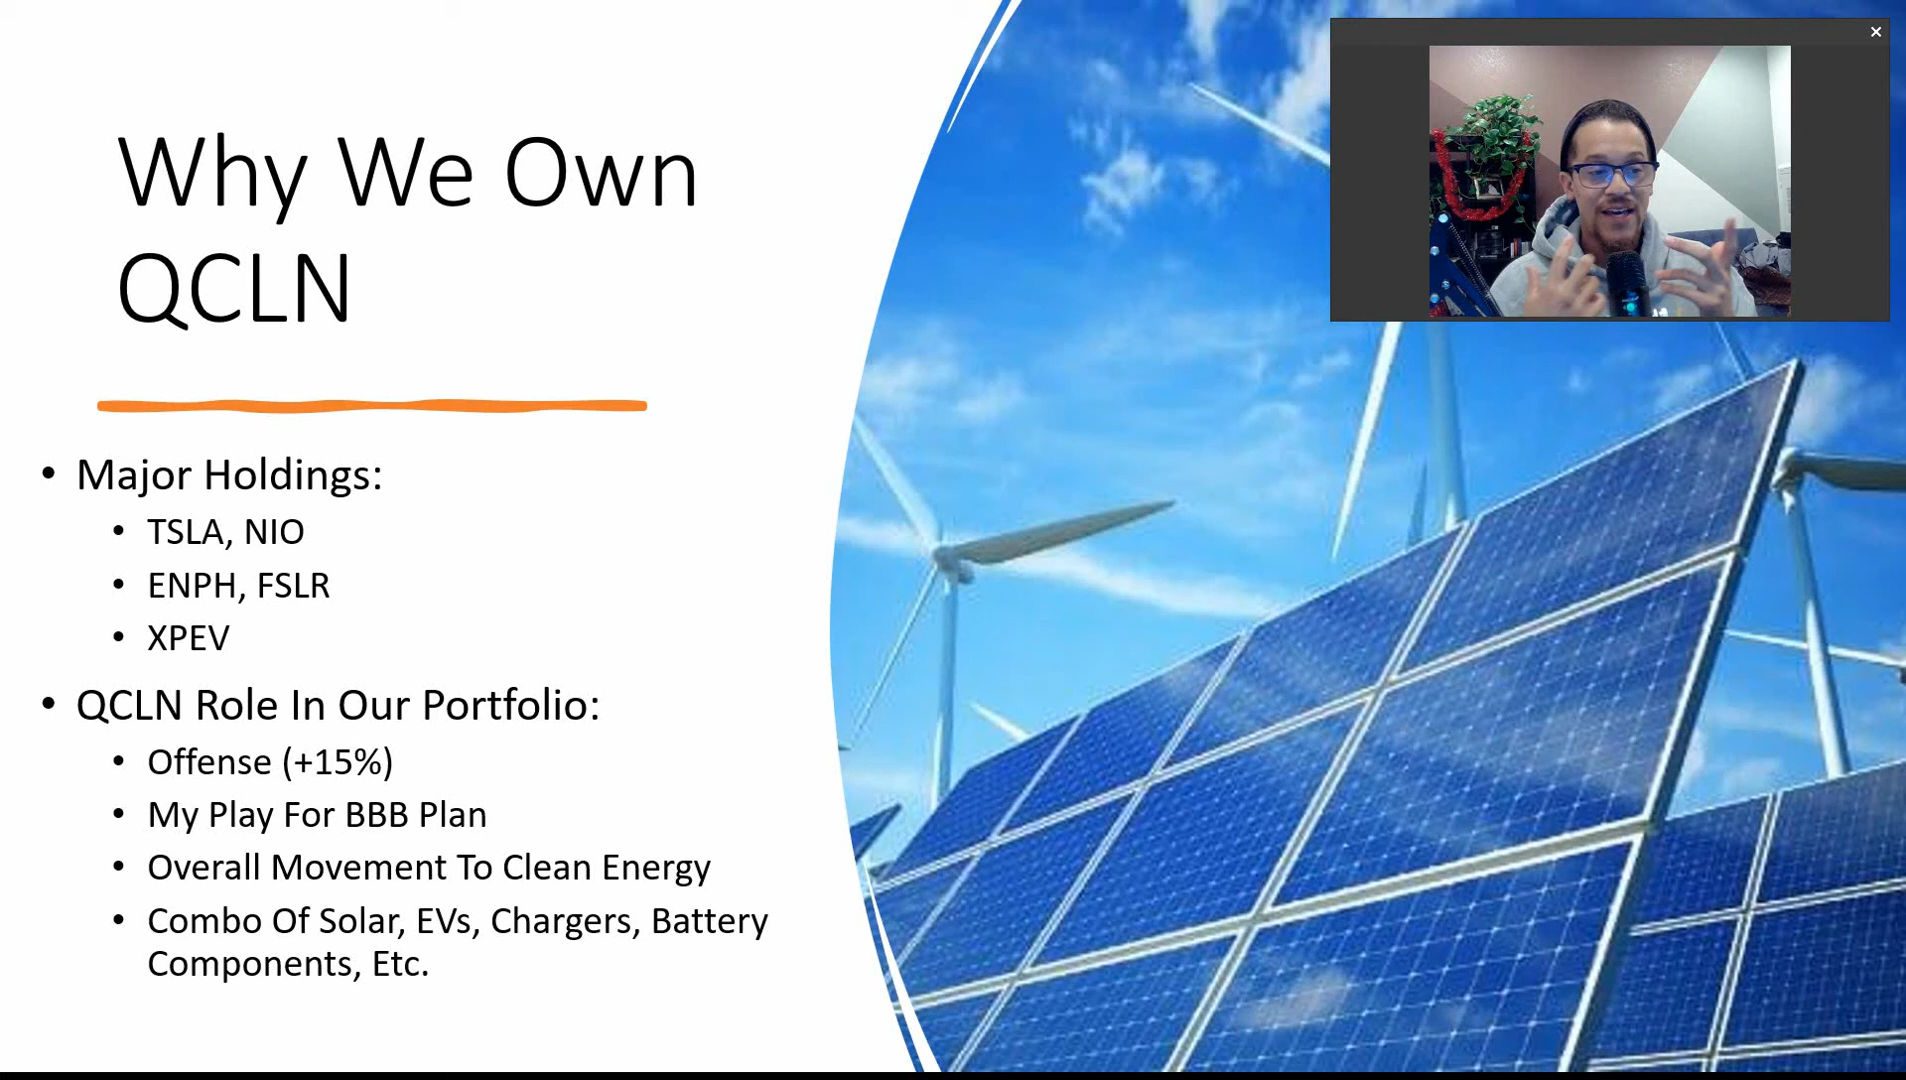 Why We Own
QCLN
• Major Holdings:
• TSLA, NIO
• ENPH, FSLR
• XPEV
• QCLN Role In Our Portfolio:
• Offense (+15%)
• My Play For BBB Plan
• Overall Movement To Clean Energy
• Combo Of Solar, EVs, Chargers, Battery
Components, Etc.